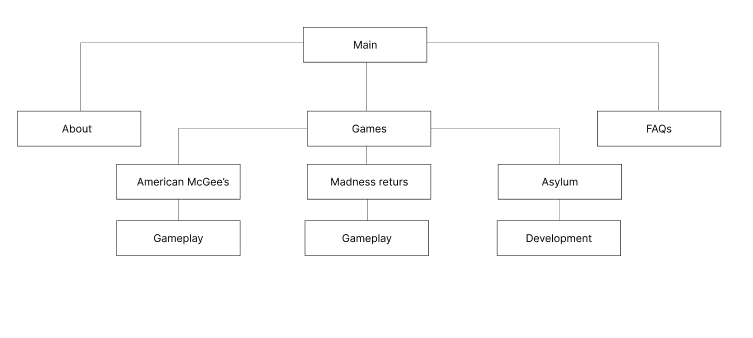 Main
About
Games
FAQs
American McGee's
Madness returs
Asylum
Gameplay
Gameplay
Development